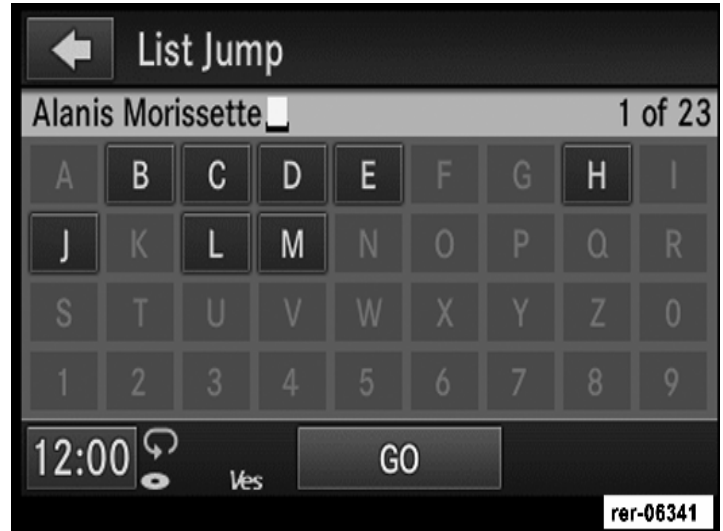 List Jump
Alanis Morissette 1 of 23
A B C D E F G H I
J K L M N O P Q R
S T U V W X Y Z 0
1 2 3 4 5 6 7 8 9
12:00 Ves GO
rer-06341